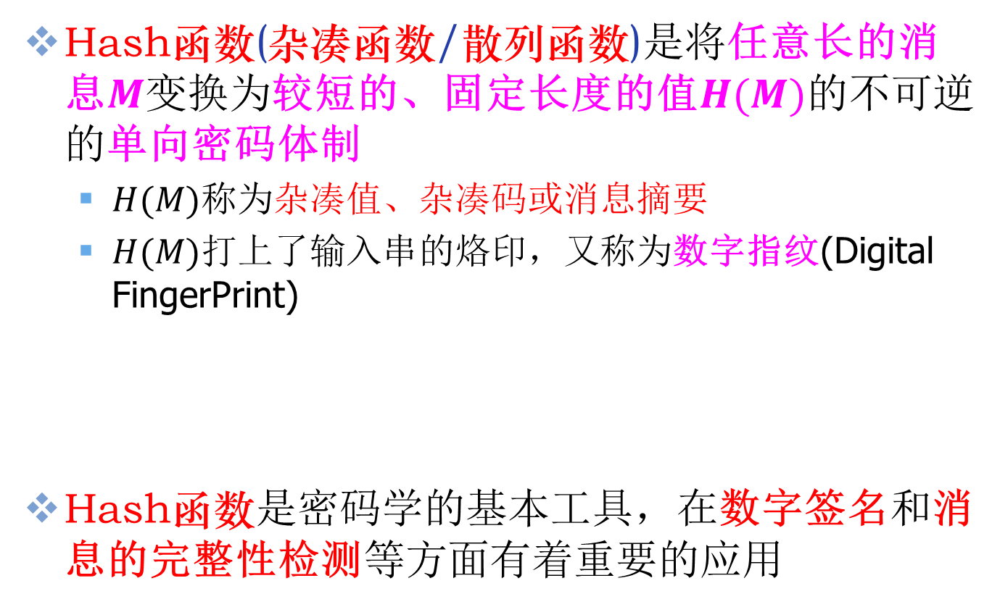 ❖Hash函数(杂凑函数/散列函数)是将任意长的消
息M变换为较短的、固定长度的值H(M)的不可逆
的单向密码体制
▪ H(M)称为杂凑值、杂凑码或消息摘要
▪ H(M)打上了输入串的烙印，又称为数字指纹(Digital
FingerPrint)
❖Hash函数是密码学的基本工具，在数字签名和消
息的完整性检测等方面有着重要的应用